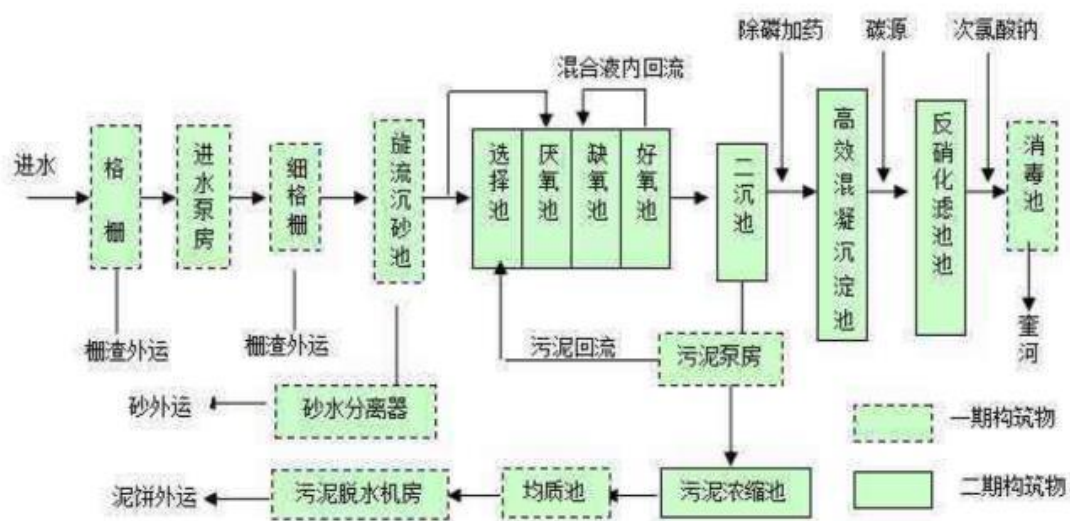 除磷加药
碳源
次氯酸钠
混合液内回流
进水
格栅
进水泵房
细格栅
旋流沉砂池
选择池
厌氧池
缺氧池
好氧池
二沉池
高效混凝沉淀池
反硝化滤池池
消毒池
栅渣外运
栅渣外运
污泥回流
污泥泵房
奎河
砂外运
砂水分离器
一期构筑物
泥饼外运
污泥脱水机房
均质池
污泥浓缩池
二期构筑物